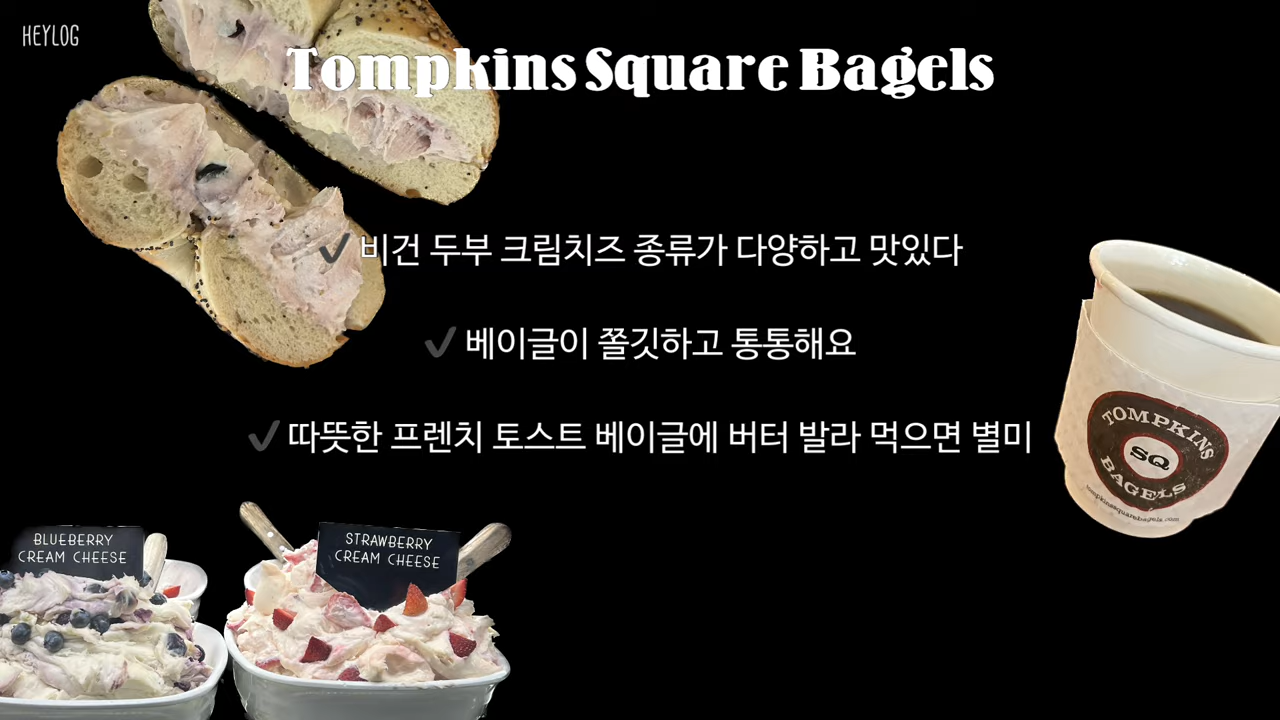 HEYLOG
Tompkins Square Bagels
✓ 비건 두부 크림치즈 종류가 다양하고 맛있다
✓ 베이글이 쫄깃하고 통통해요
✓ 따뜻한 프렌치 토스트 베이글에 버터 발라 먹으면 별미
TOMPKINS
SQ
BAGELS
tompkinssquarebagels.com
BLUEBERRY
CREAM CHEESE
STRAWBERRY
CREAM CHEESE